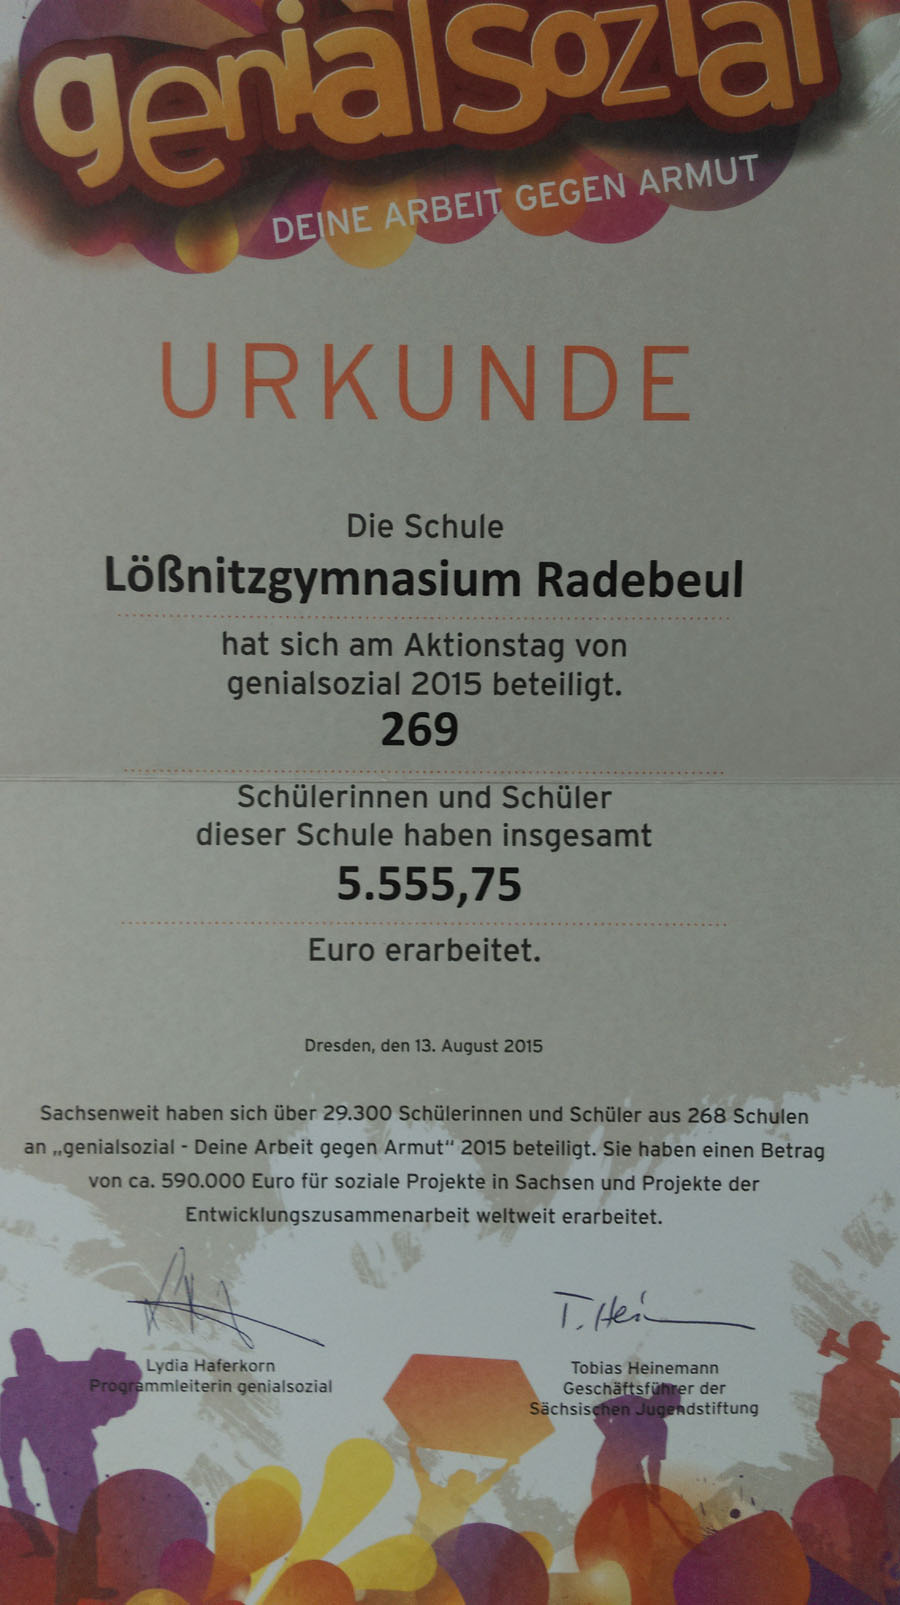 genialsozial
DEINE ARBEIT GEGEN ARMUT
URKUNDE
Die Schule
Lößnitzgymnasium Radebeul
hat sich am Aktionstag von
genialsozial 2015 beteiligt.
269
Schülerinnen und Schüler
dieser Schule haben insgesamt
5.555,75
Euro erarbeitet.
Dresden, den 13. August 2015
Sachsenweit haben sich über 29.300 Schülerinnen und Schüler aus 268 Schulen
an „genialsozial - Deine Arbeit gegen Armut“ 2015 beteiligt. Sie haben einen Betrag
von ca. 590.000 Euro für soziale Projekte in Sachsen und Projekte der
Entwicklungszusammenarbeit weltweit erarbeitet.
T. Hei
Lydia Haferkorn
Programmleiterin genialsozial
Tobias Heinemann
Geschäftsführer der
Sächsischen Jugendstiftung